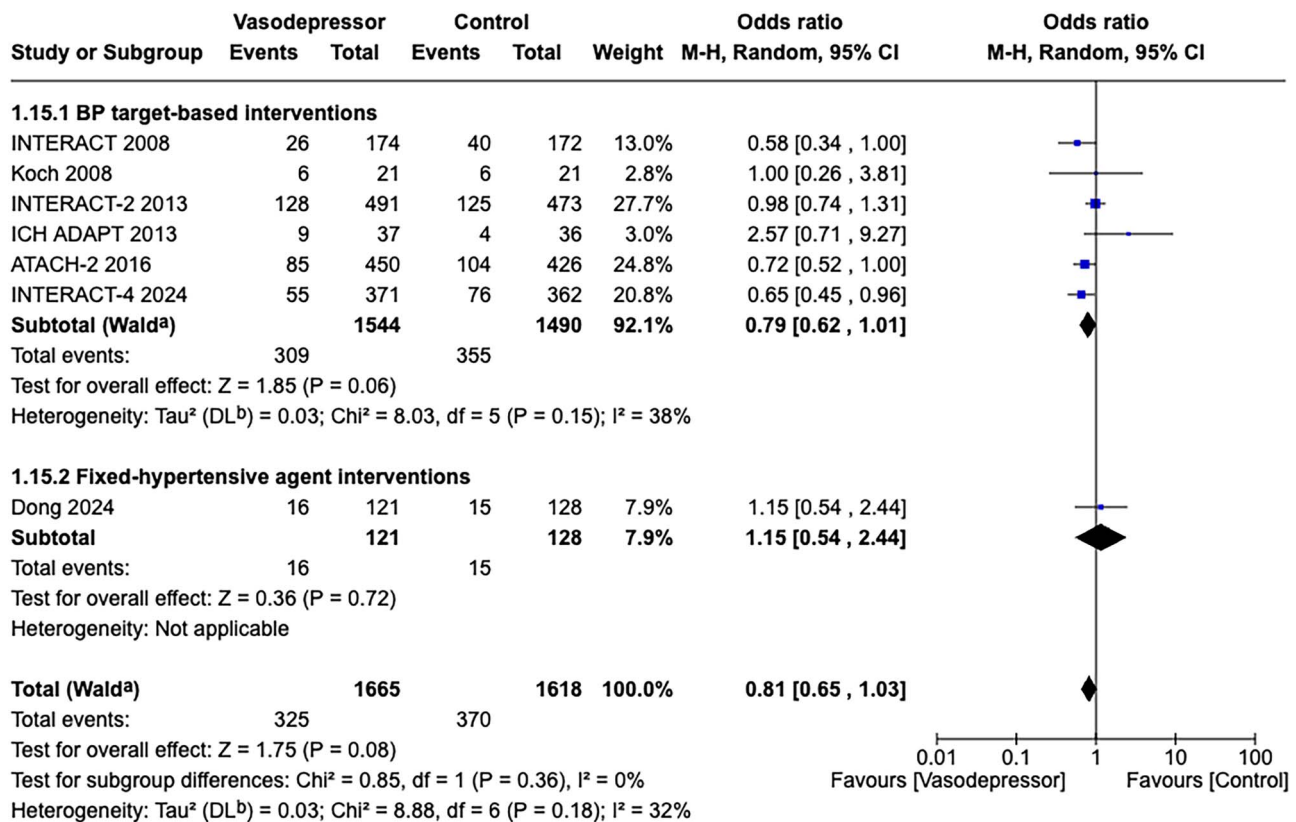 Vasodepressor Control Odds ratio Odds ratio
Study or Subgroup Events Total Events Total Weight M-H, Random, 95% CI M-H, Random, 95% CI
1.15.1 BP target-based interventions
INTERACT 2008 26 174 40 172 13.0% 0.58 [0.34 , 1.00]
Koch 2008 6 21 6 21 2.8% 1.00 [0.26 , 3.81]
INTERACT-2 2013 128 491 125 473 27.7% 0.98 [0.74 , 1.31]
ICH ADAPT 2013 9 37 4 36 3.0% 2.57 [0.71 , 9.27]
ATACH-2 2016 85 450 104 426 24.8% 0.72 [0.52 , 1.00]
INTERACT-4 2024 55 371 76 362 20.8% 0.65 [0.45 , 0.96]
Subtotal (Waldᵃ) 1544 1490 92.1% 0.79 [0.62 , 1.01]
Total events: 309 355
Test for overall effect: Z = 1.85 (P = 0.06)
Heterogeneity: Tau² (DLᵇ) = 0.03; Chi² = 8.03, df = 5 (P = 0.15); I² = 38%
1.15.2 Fixed-hypertensive agent interventions
Dong 2024 16 121 15 128 7.9% 1.15 [0.54 , 2.44]
Subtotal 121 128 7.9% 1.15 [0.54 , 2.44]
Total events: 16 15
Test for overall effect: Z = 0.36 (P = 0.72)
Heterogeneity: Not applicable
Total (Waldᵃ) 1665 1618 100.0% 0.81 [0.65 , 1.03]
Total events: 325 370
Test for overall effect: Z = 1.75 (P = 0.08)
Test for subgroup differences: Chi² = 0.85, df = 1 (P = 0.36), I² = 0%
Heterogeneity: Tau² (DLᵇ) = 0.03; Chi² = 8.88, df = 6 (P = 0.18); I² = 32%
0.01 0.1 1 10 100
Favours [Vasodepressor] Favours [Control]